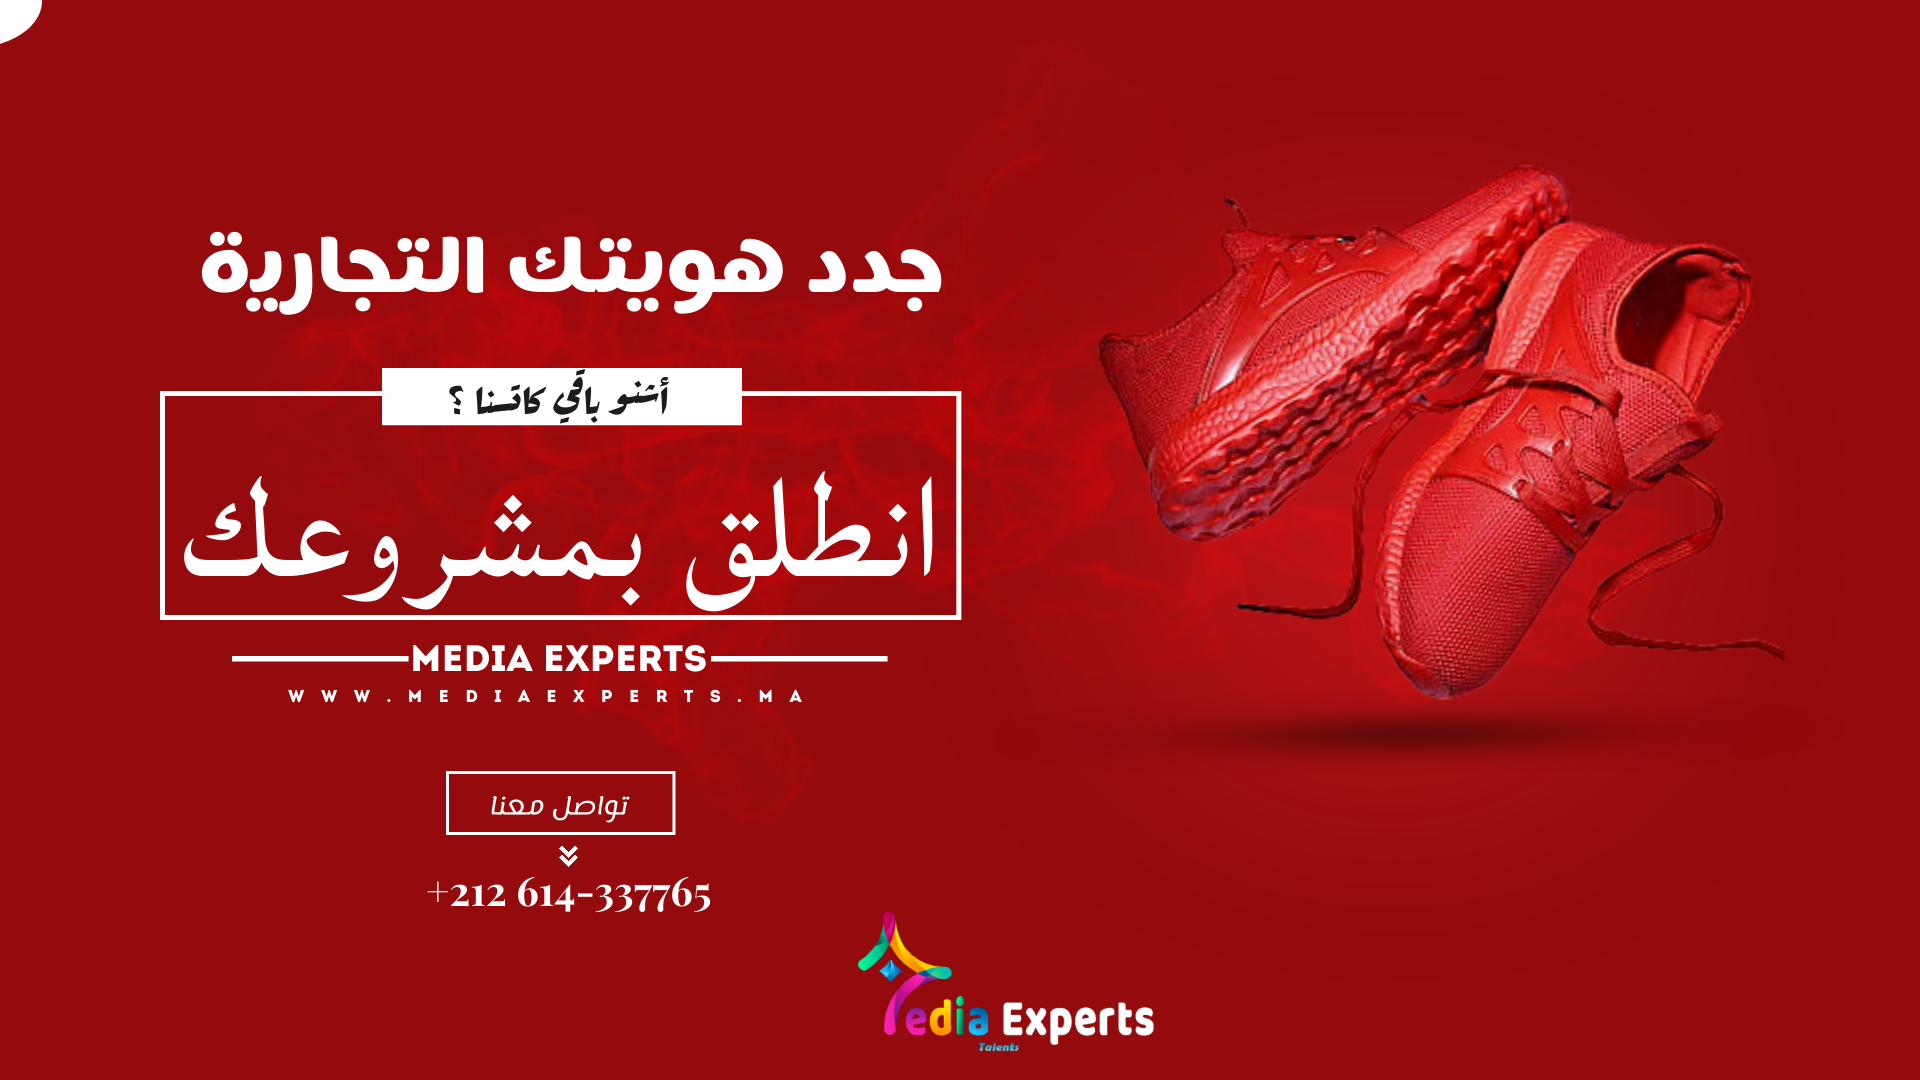 جدد هويتك التجارية
أشنو باقي كاتسنا ؟
انطلق بمشروعك
MEDIA EXPERTS
WWW.MEDIAEXPERTS.MA
تواصل معنا
+212 614-337765
Media Experts
Talents